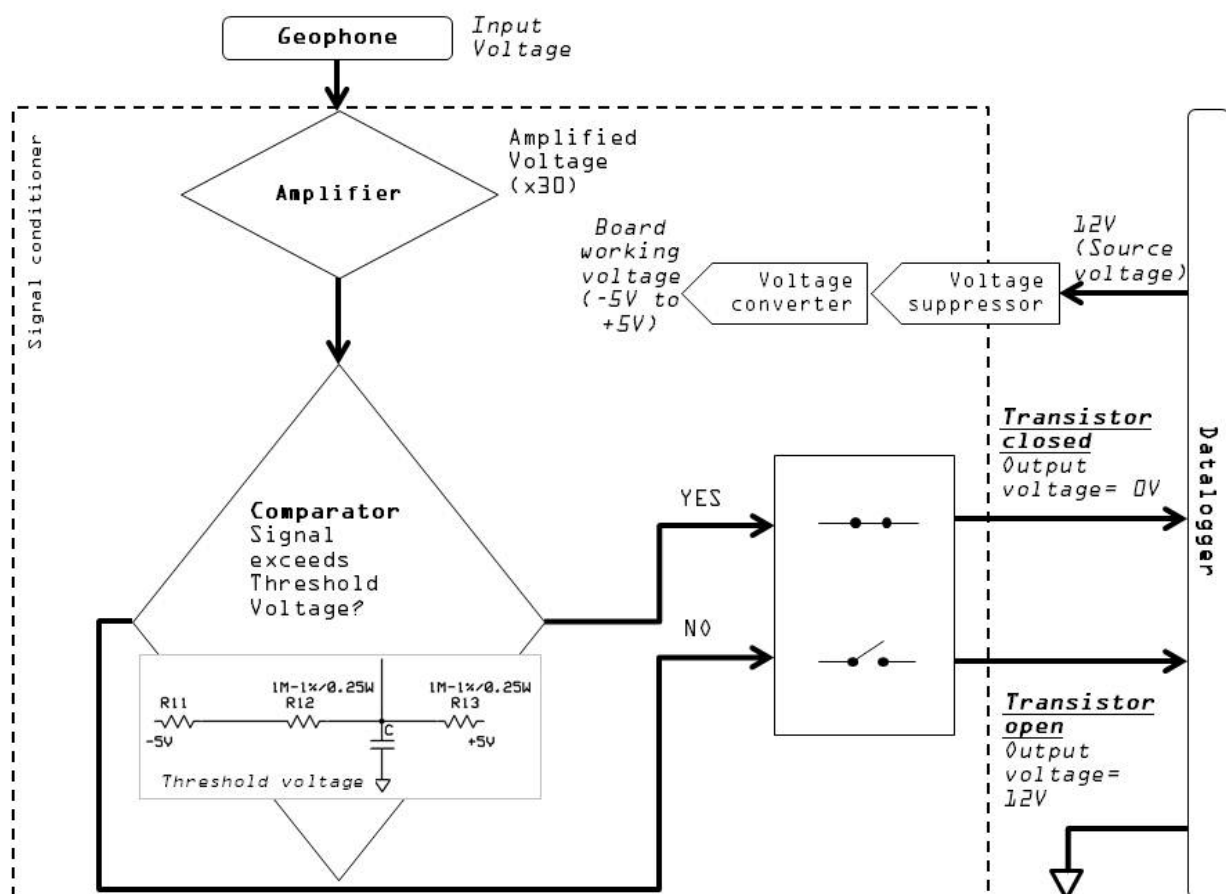 Geophone
Input
Voltage
Signal conditioner
Amplifier
Amplified
Voltage
(x30)
Board
working
voltage
(-5V to
+5V)
Voltage
converter
Voltage
suppressor
12V
(Source
voltage)
Datalogger
Comparator
Signal
exceeds
Threshold
Voltage?
YES
NO
Transistor
closed
Output
voltage= 0V
Transistor
open
Output
voltage=
12V
1M-1%/0.25W
1M-1%/0.25W
R11
R12
R13
C
-5V
+5V
Threshold voltage